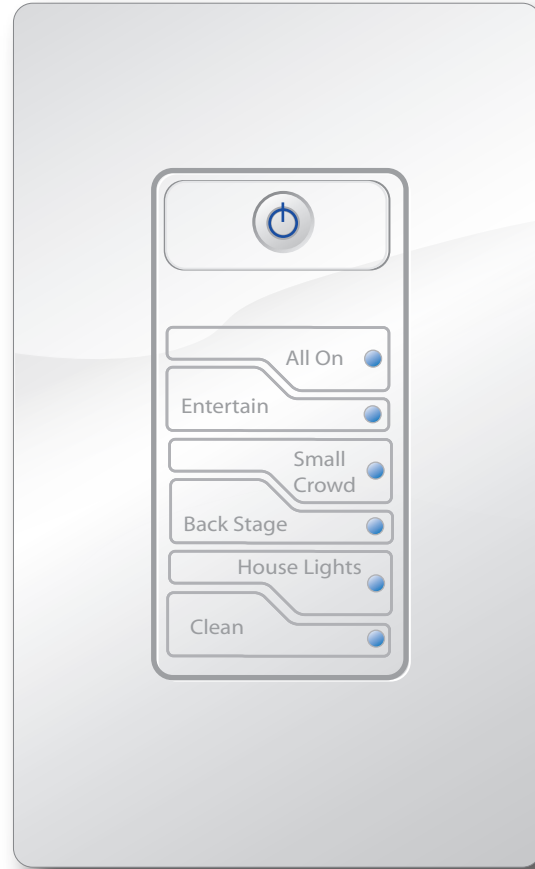 All On
Entertain
Small
Crowd
Back Stage
House Lights
Clean